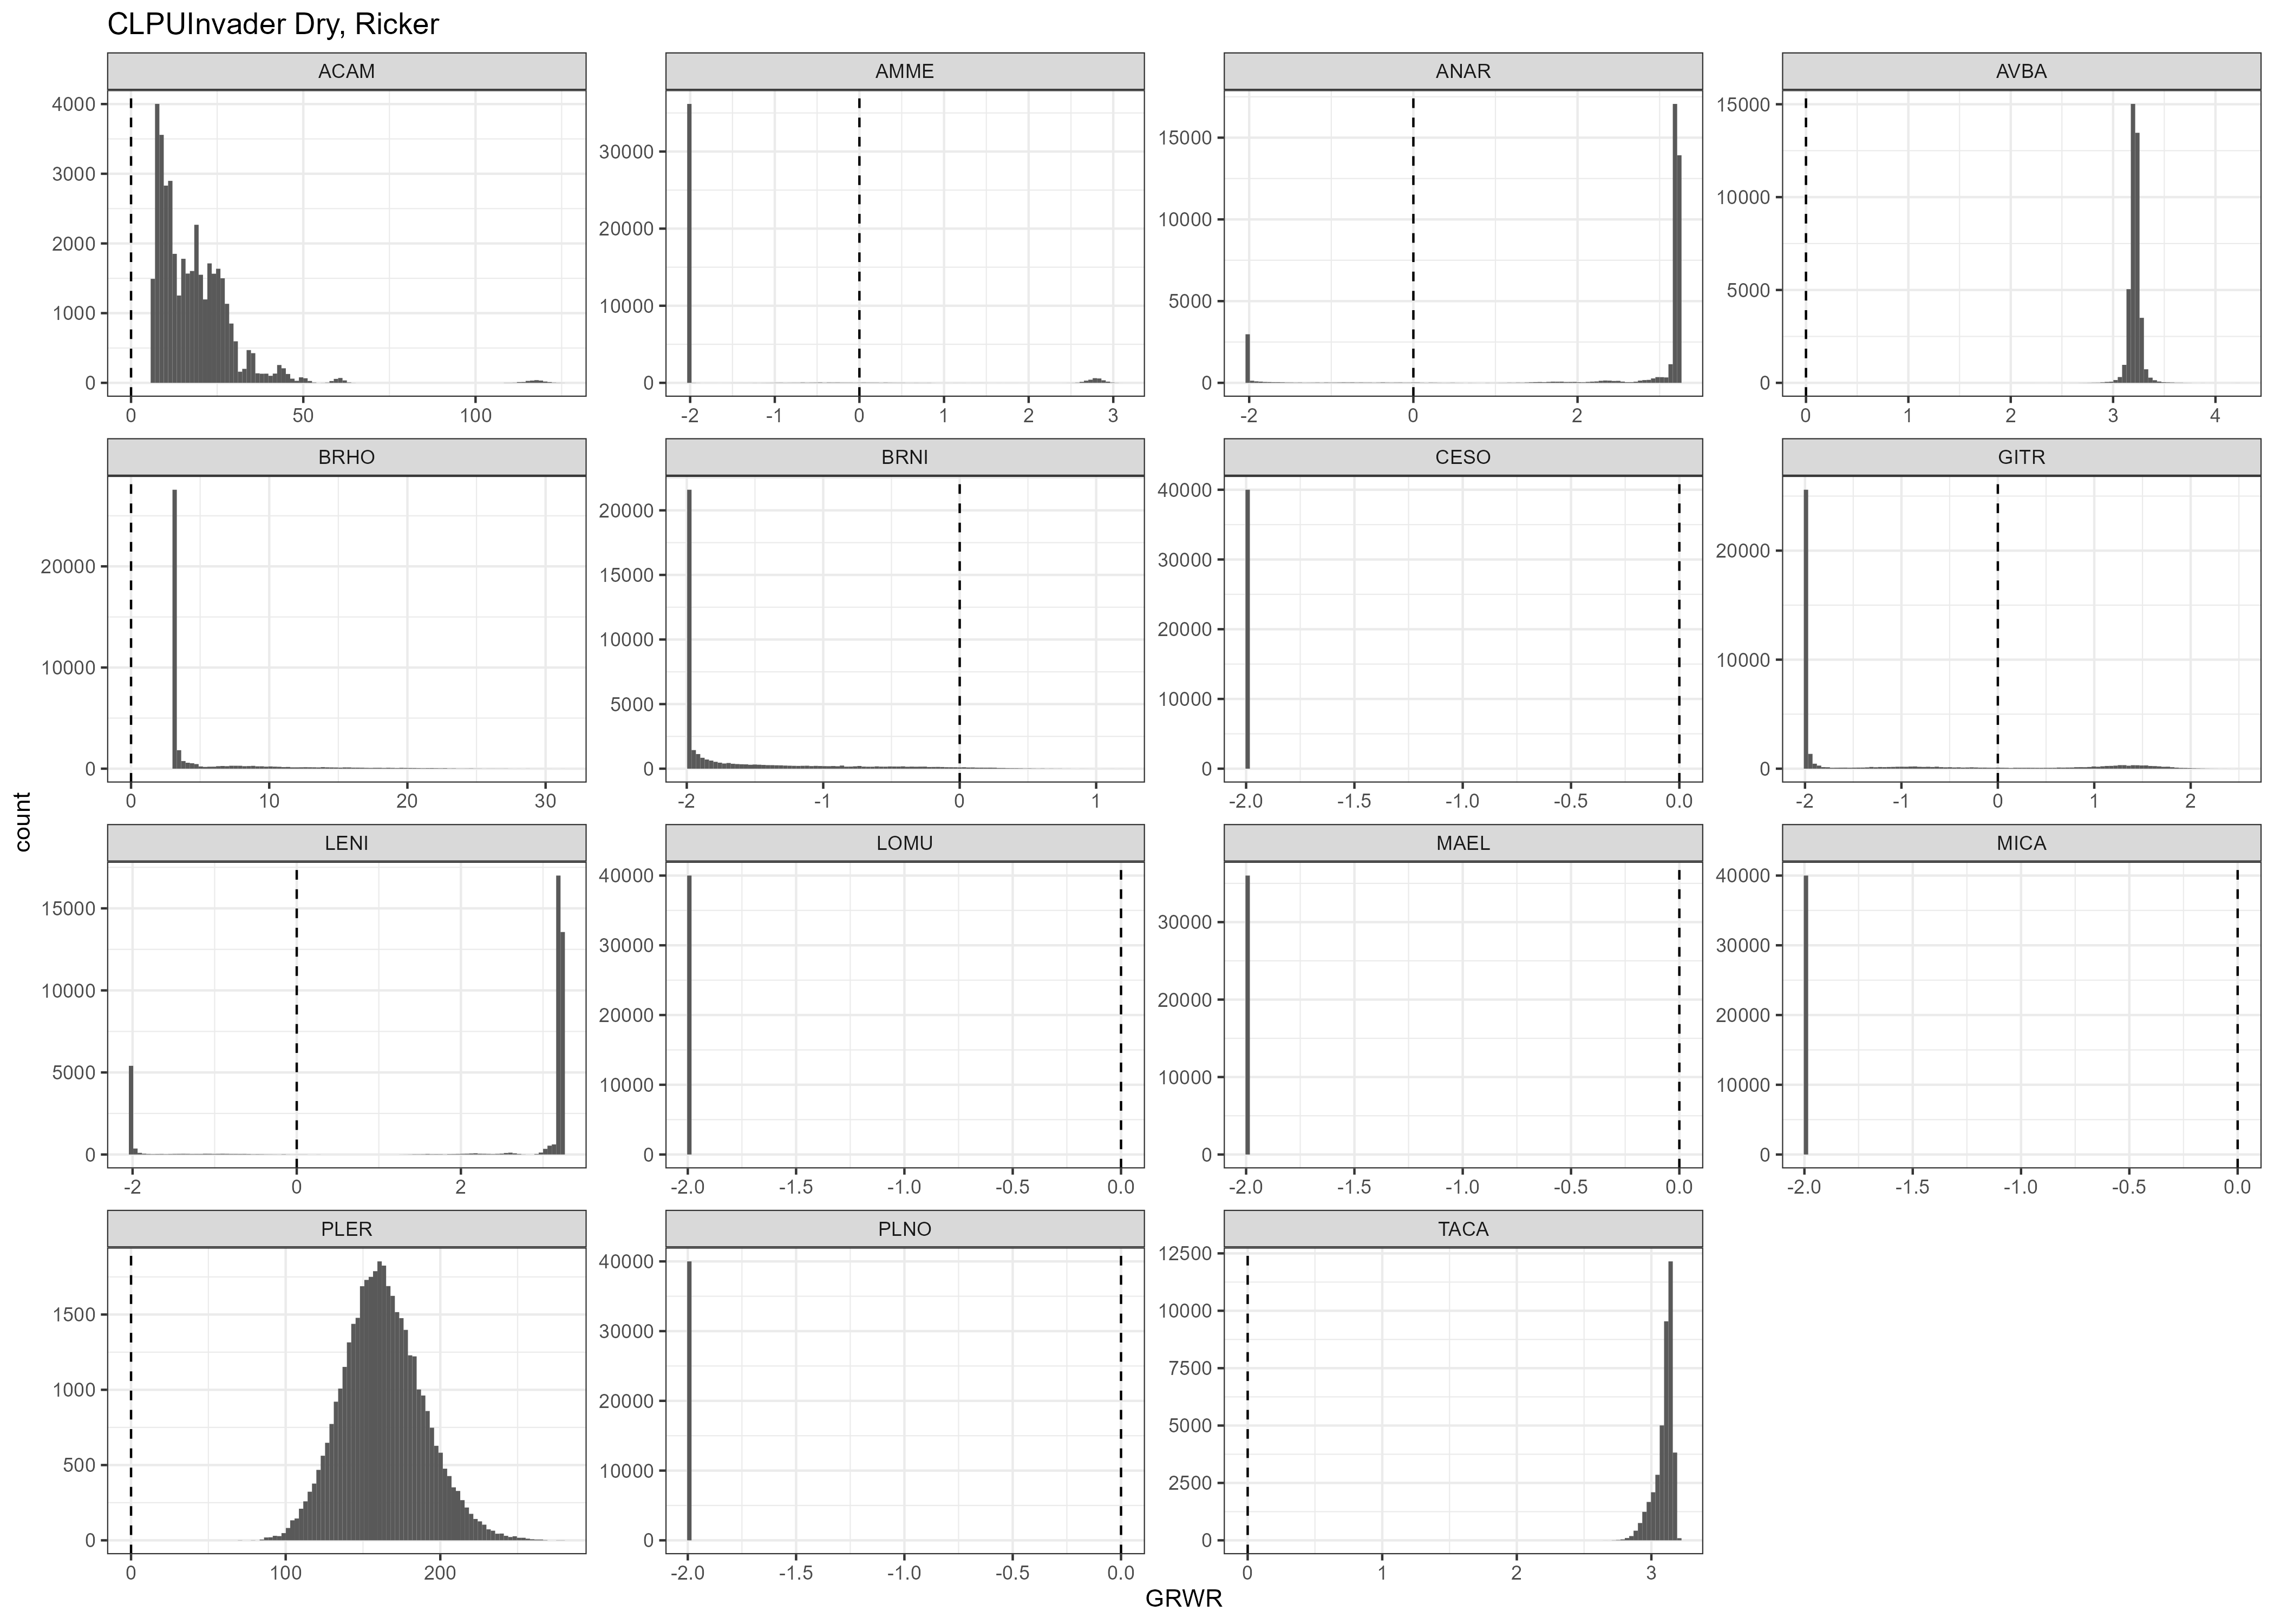 CLPUInvader Dry, Ricker
ACAM AMME ANAR AVBA
4000 3000 2000 1000 0
0 50 100
30000 20000 10000 0
-2 -1 0 1 2 3
15000 10000 5000 0
-2 0 2
15000 10000 5000 0
0 1 2 3 4
BRHO BRNI CESO GITR
20000 10000 0
0 10 20 30
20000 15000 10000 5000 0
-2 -1 0 1
40000 30000 20000 10000 0
-2.0 -1.5 -1.0 -0.5 0.0
20000 10000 0
-2 -1 0 1 2
count
LENI LOMU MAEL MICA
15000 10000 5000 0
-2 0 2
40000 30000 20000 10000 0
-2.0 -1.5 -1.0 -0.5 0.0
30000 20000 10000 0
-2.0 -1.5 -1.0 -0.5 0.0
40000 30000 20000 10000 0
-2.0 -1.5 -1.0 -0.5 0.0
PLER PLNO TACA
1500 1000 500 0
0 100 200
40000 30000 20000 10000 0
-2.0 -1.5 -1.0 -0.5 0.0
12500 10000 7500 5000 2500 0
0 1 2 3
GRWR